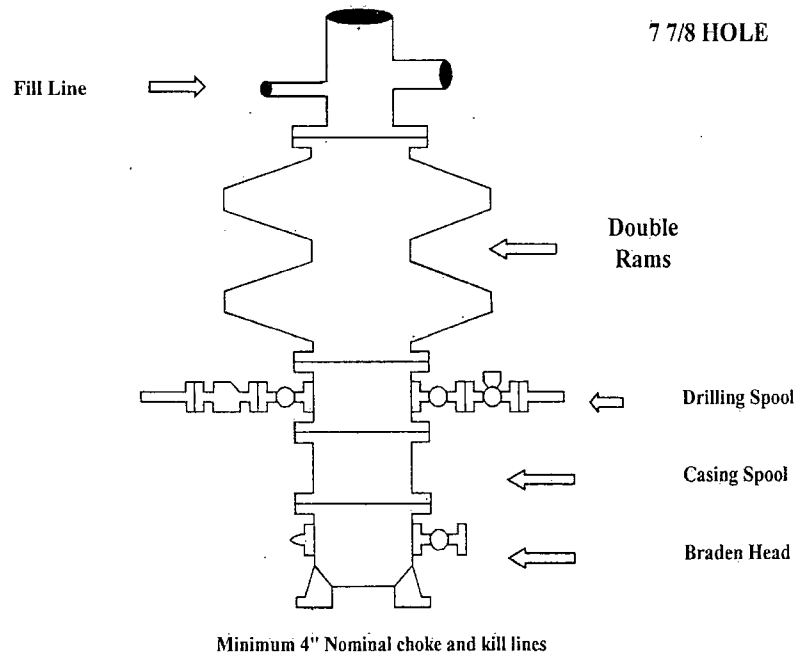 7 7/8 HOLE
Fill Line
Double
Rams
Drilling Spool
Casing Spool
Braden Head
Minimum 4" Nominal choke and kill lines